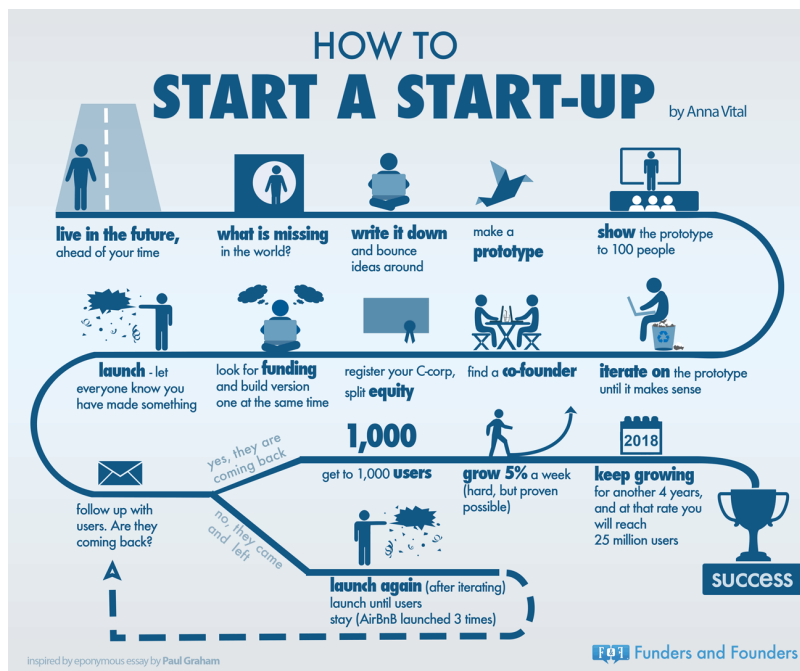 HOW TO
START A START-UP
by Anna Vital
live in the future,
ahead of your time
what is missing
in the world?
write it down
and bounce
ideas around
make a
prototype
show the prototype
to 100 people
launch - let
everyone know you
have made something
look for funding
and build version
one at the same time
register your C-corp,
split equity
find a co-founder
iterate on the prototype
until it makes sense
follow up with
users. Are they
coming back?
yes, they are
coming back
no, they came
and left
1,000
get to 1,000 users
grow 5% a week
(hard, but proven
possible)
2018
keep growing
for another 4 years,
and at that rate you
will reach
25 million users
success
launch again (after iterating)
launch until users
stay (AirBnB launched 3 times)
inspired by eponymous essay by Paul Graham
F&F Funders and Founders